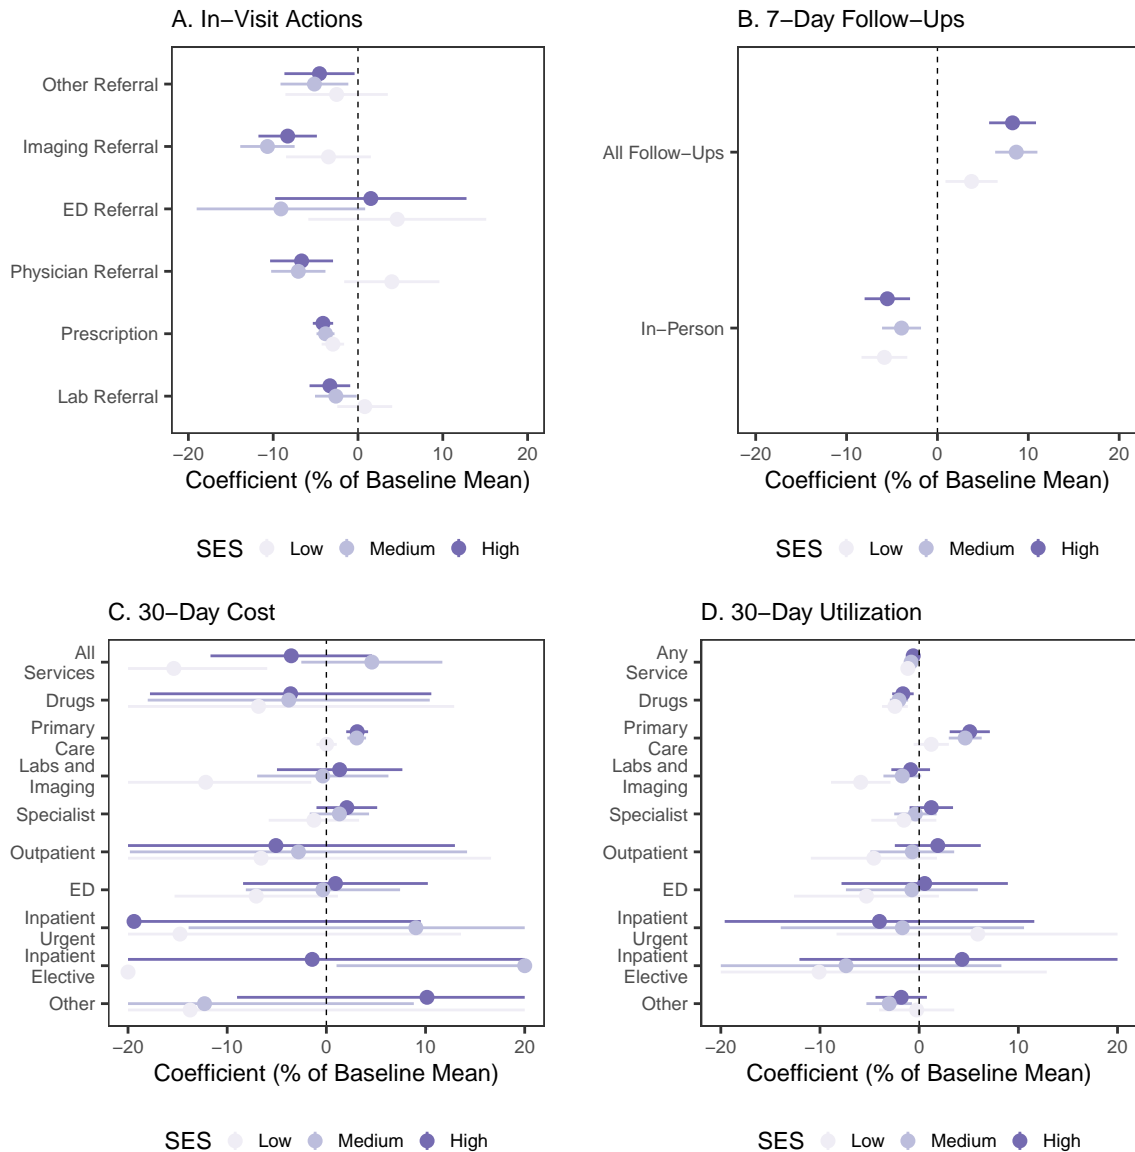 A. In−Visit Actions
Other Referral
Imaging Referral
ED Referral
Physician Referral
Prescription
Lab Referral
−20 −10 0 10 20
Coefficient (% of Baseline Mean)
SES Low Medium High
B. 7−Day Follow−Ups
All Follow−Ups
In−Person
−20 −10 0 10 20
Coefficient (% of Baseline Mean)
SES Low Medium High
C. 30−Day Cost
All
Services
Drugs
Primary
Care
Labs and
Imaging
Specialist
Outpatient
ED
Inpatient
Urgent
Inpatient
Elective
Other
−20 −10 0 10 20
Coefficient (% of Baseline Mean)
SES Low Medium High
D. 30−Day Utilization
Any
Service
Drugs
Primary
Care
Labs and
Imaging
Specialist
Outpatient
ED
Inpatient
Urgent
Inpatient
Elective
Other
−20 −10 0 10 20
Coefficient (% of Baseline Mean)
SES Low Medium High